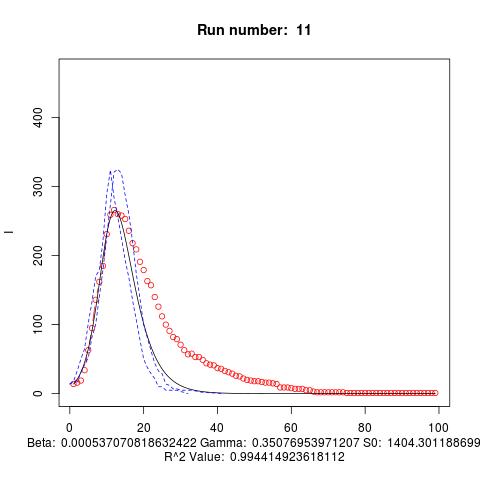 Run number: 11
I
400
300
200
100
0
0 20 40 60 80 100
Beta: 0.000537070818632422 Gamma: 0.35076953971207 S0: 1404.301188699
R^2 Value: 0.994414923618112